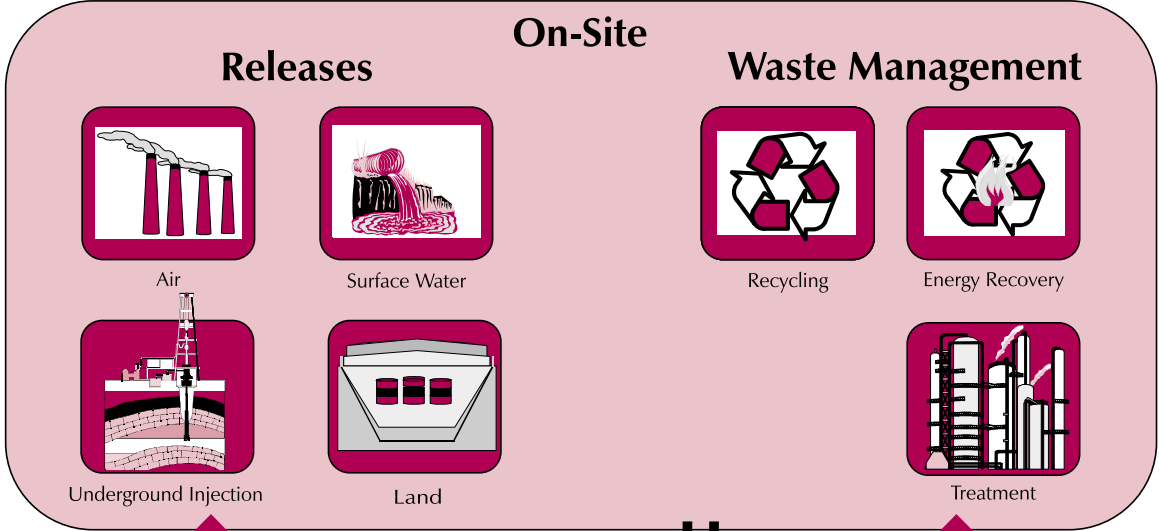 On-Site
Releases
Waste Management
Air
Surface Water
Recycling
Energy Recovery
Underground Injection
Land
Treatment